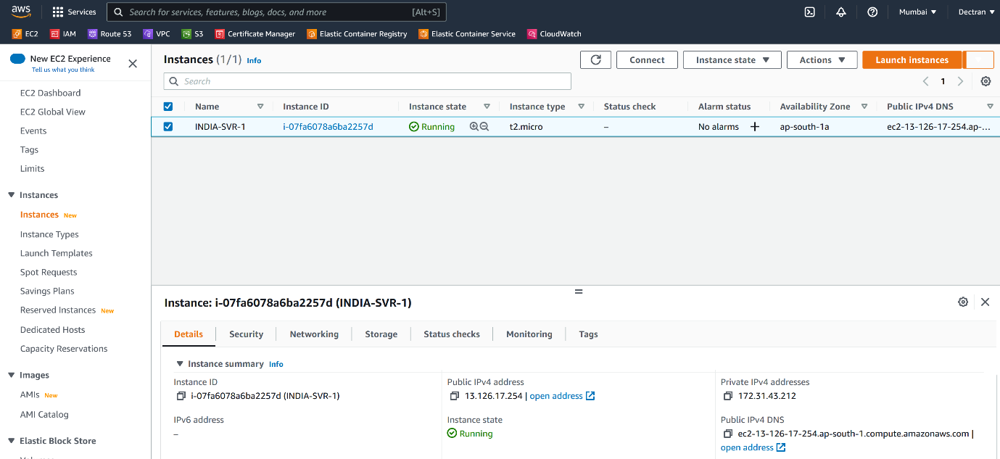 aws Services Search for services, features, blogs, docs, and more [Alt+S] Mumbai Dectran
EC2 IAM Route 53 VPC S3 Certificate Manager Elastic Container Registry Elastic Container Service CloudWatch
New EC2 Experience
Tell us what you think
EC2 Dashboard
EC2 Global View
Events
Tags
Limits
Instances
Instances New
Instance Types
Launch Templates
Spot Requests
Savings Plans
Reserved Instances New
Dedicated Hosts
Capacity Reservations
Images
AMIs New
AMI Catalog
Elastic Block Store
Instances (1/1) Info Connect Instance state Actions Launch instances
Search 1
Name Instance ID Instance state Instance type Status check Alarm status Availability Zone Public IPv4 DNS
INDIA-SVR-1 i-07fa6078a6ba2257d Running t2.micro – No alarms + ap-south-1a ec2-13-126-17-254.ap-...
Instance: i-07fa6078a6ba2257d (INDIA-SVR-1)
Details Security Networking Storage Status checks Monitoring Tags
Instance summary Info
Instance ID
i-07fa6078a6ba2257d (INDIA-SVR-1)
IPv6 address
–
Public IPv4 address
13.126.17.254 | open address
Instance state
Running
Private IPv4 addresses
172.31.43.212
Public IPv4 DNS
ec2-13-126-17-254.ap-south-1.compute.amazonaws.com |
open address